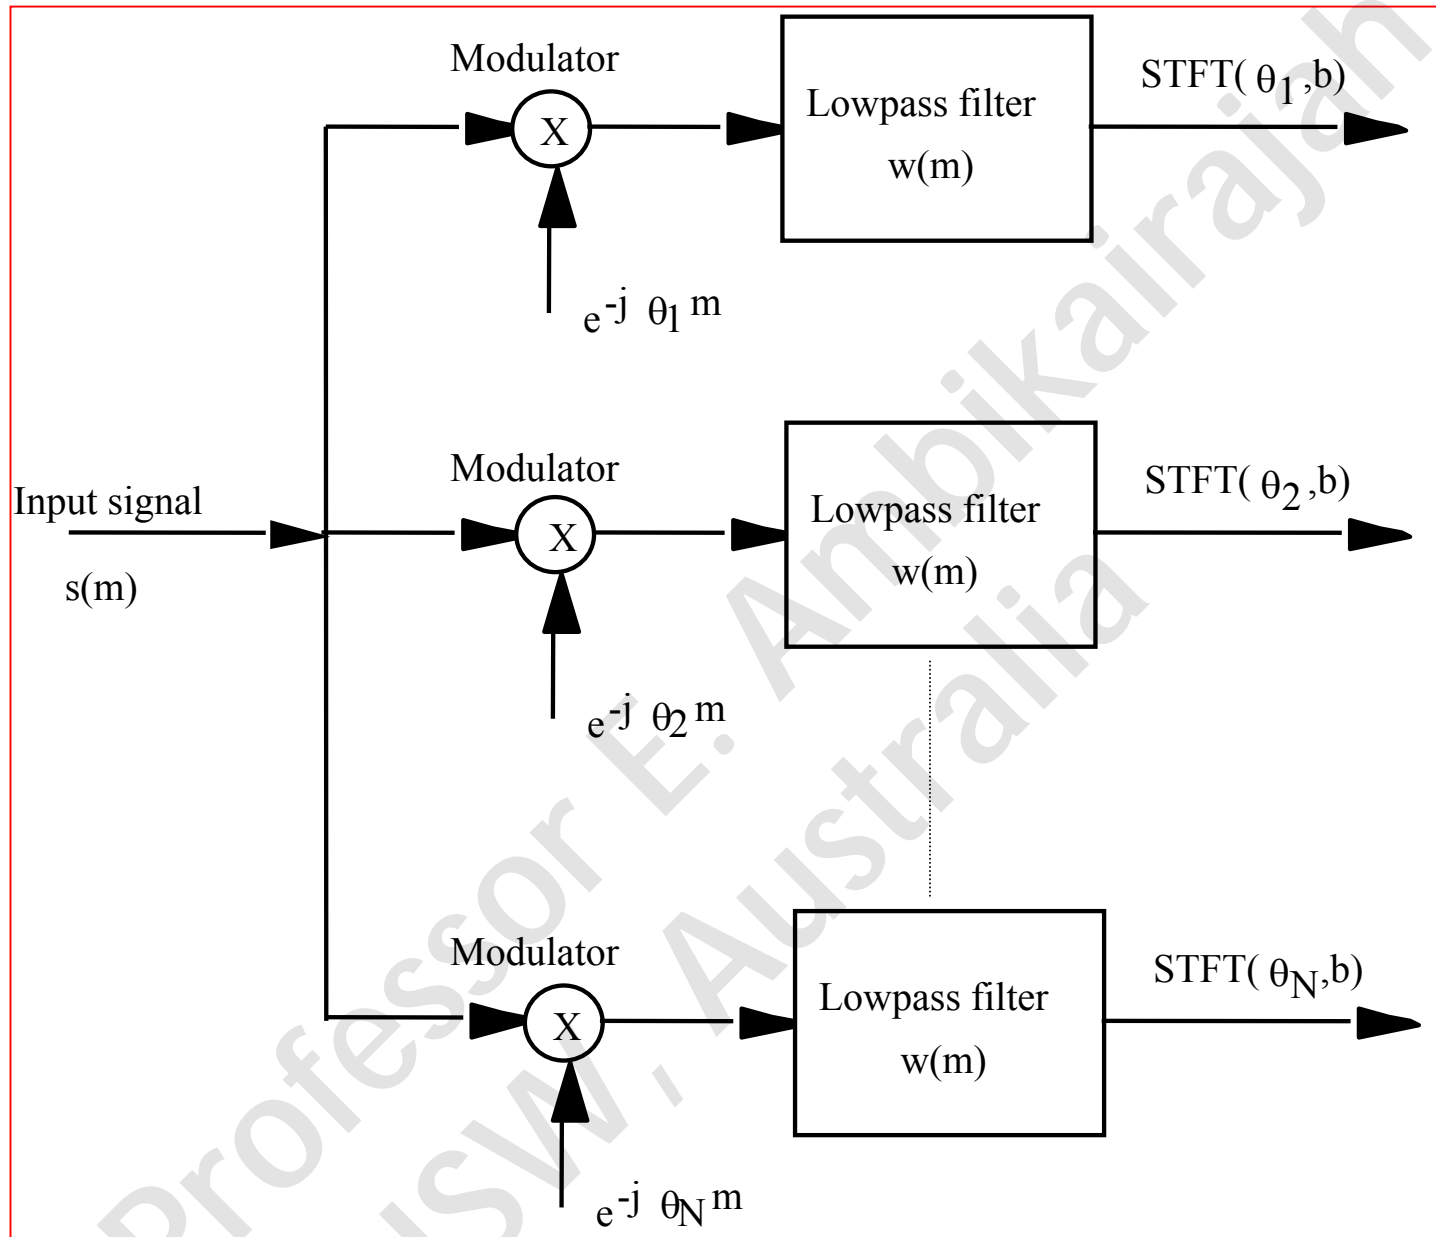 Modulator
X
Lowpass filter
w(m)
STFT( θ1,b)
e-j θ1 m
Input signal
s(m)
Modulator
X
Lowpass filter
w(m)
STFT( θ2,b)
e-j θ2 m
Modulator
X
Lowpass filter
w(m)
STFT( θN,b)
e-j θN m
Professor E. Ambikairajah
UNSW, Australia